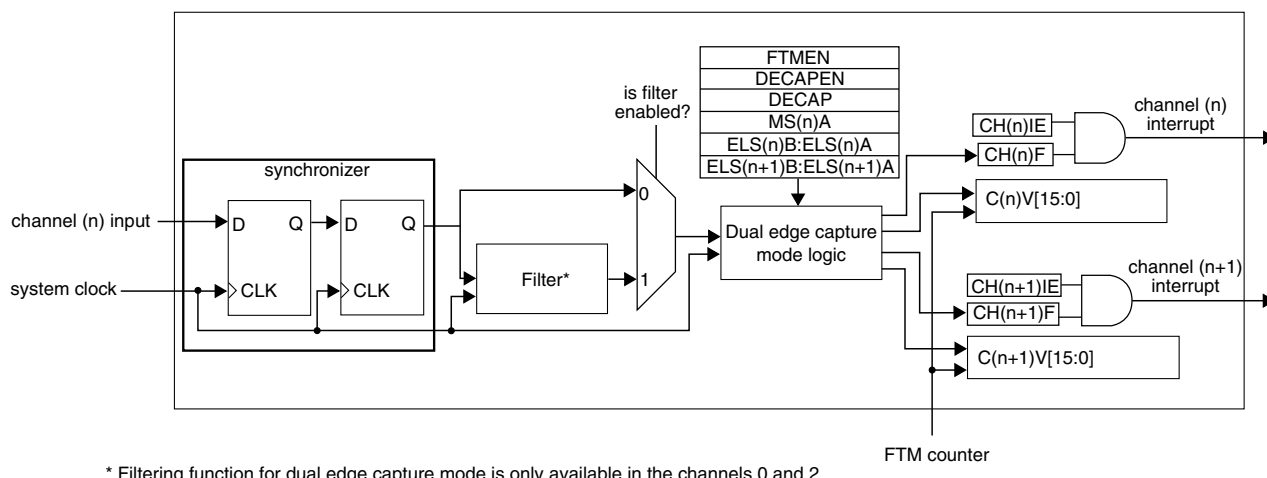 FTMEN
DECAPEN
DECAP
MS(n)A
ELS(n)B:ELS(n)A
ELS(n+1)B:ELS(n+1)A
is filter
enabled?
synchronizer
channel (n) input
D Q
D Q
CLK
CLK
system clock
Filter*
0
1
Dual edge capture
mode logic
CH(n)IE
CH(n)F
channel (n)
interrupt
C(n)V[15:0]
CH(n+1)IE
CH(n+1)F
channel (n+1)
interrupt
C(n+1)V[15:0]
FTM counter
* Filtering function for dual edge capture mode is only available in the channels 0 and 2